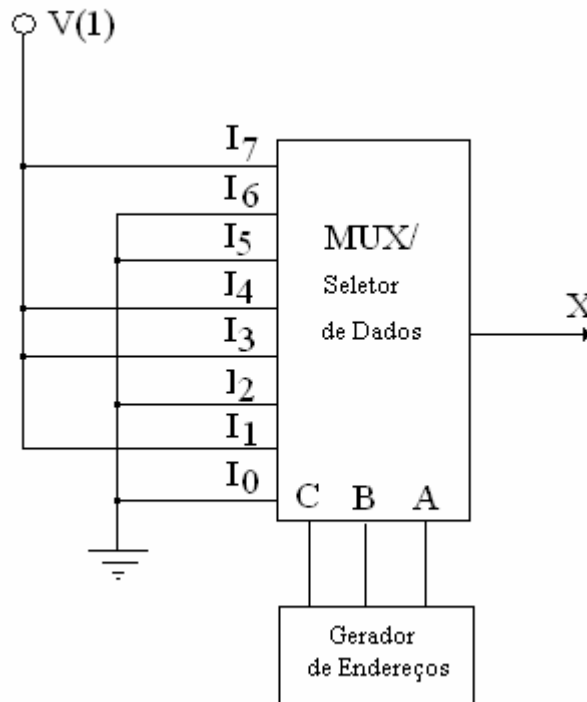 V(1)
I7
I6
I5
I4
I3
I2
I1
I0
MUX/
Seletor
de Dados
X
C B A
Gerador
de Endereços